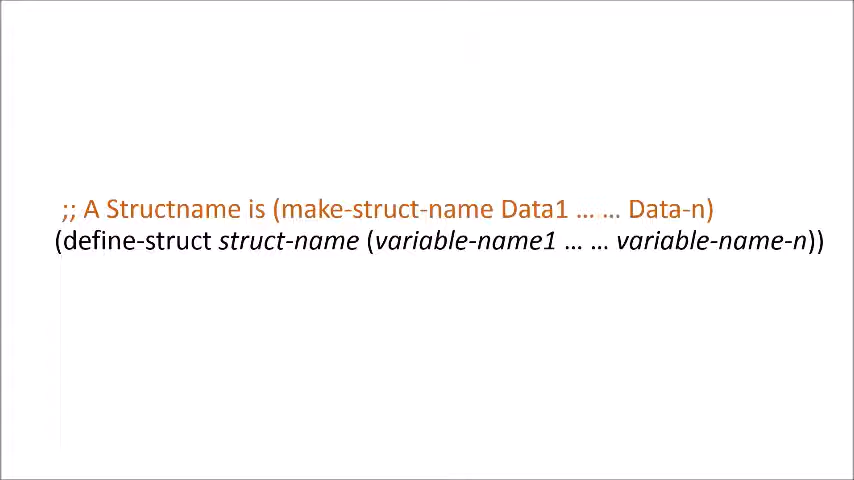 ;; A Structname is (make-struct-name Data1 … … Data-n)
(define-struct struct-name (variable-name1 … … variable-name-n))